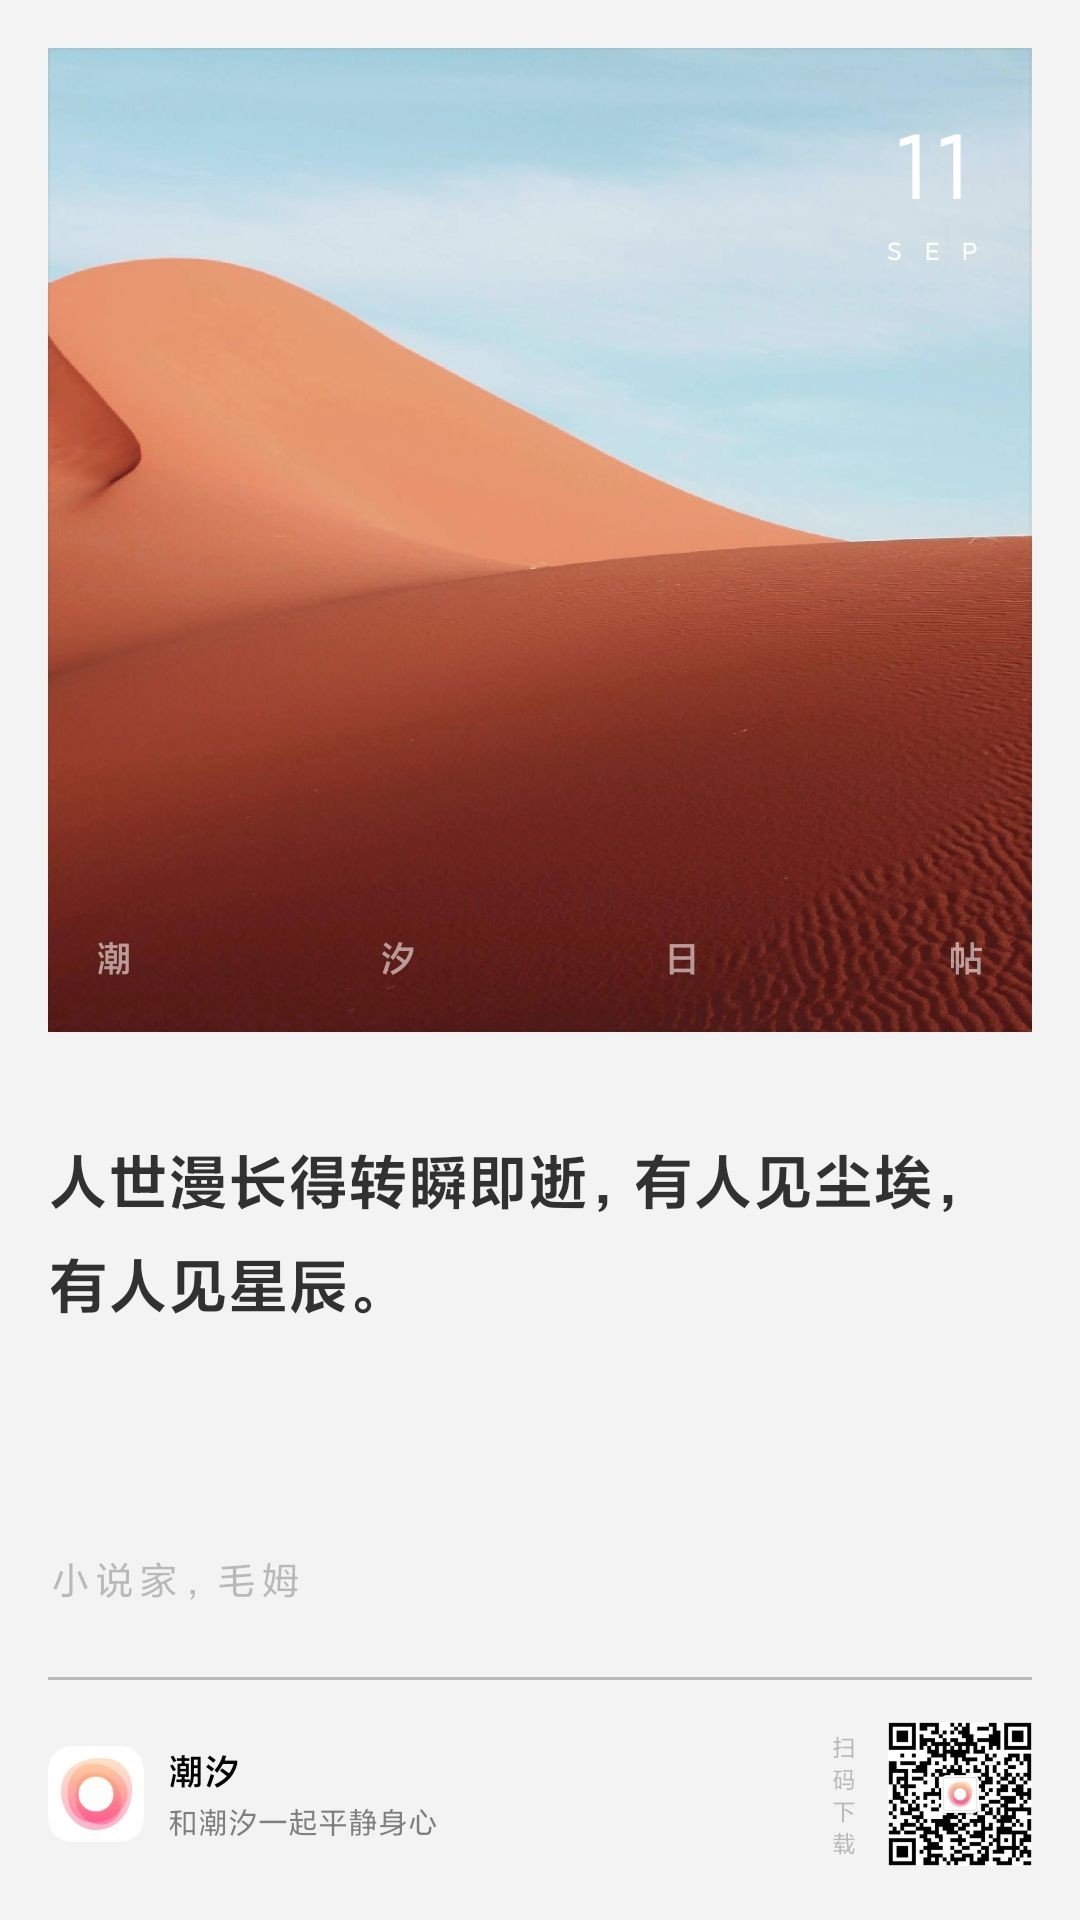 11
SEP
潮汐日帖
人世漫长得转瞬即逝，有人见尘埃，
有人见星辰。
小说家，毛姆
潮汐
和潮汐一起平静身心
扫码下载